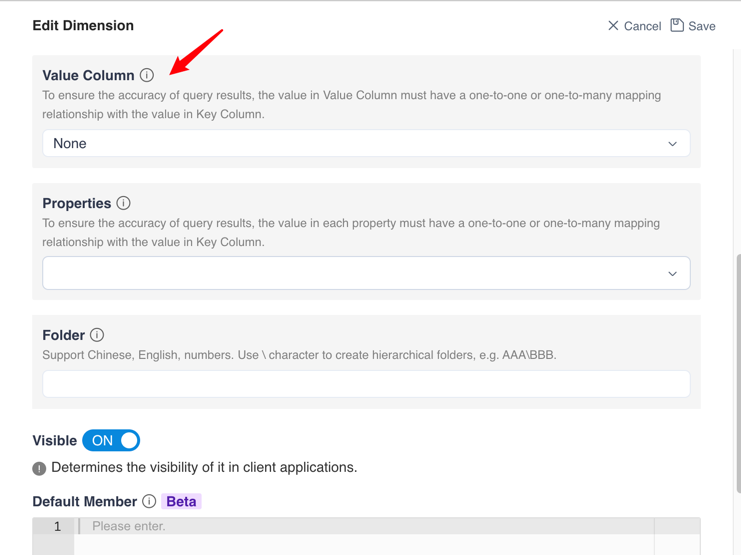 Edit Dimension
Cancel Save
Value Column
To ensure the accuracy of query results, the value in Value Column must have a one-to-one or one-to-many mapping
relationship with the value in Key Column.
None
Properties
To ensure the accuracy of query results, the value in each property must have a one-to-one or one-to-many mapping
relationship with the value in Key Column.
Folder
Support Chinese, English, numbers. Use \ character to create hierarchical folders, e.g. AAA\BBB.
Visible ON
Determines the visibility of it in client applications.
Default Member Beta
1 Please enter.